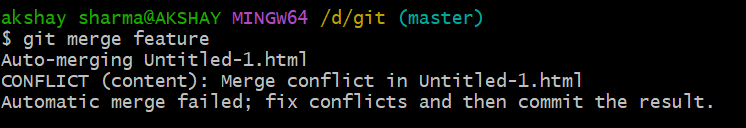 akshay sharma@AKSHAY MINGW64 /d/git (master)
$ git merge feature
Auto-merging Untitled-1.html
CONFLICT (content): Merge conflict in Untitled-1.html
Automatic merge failed; fix conflicts and then commit the result.